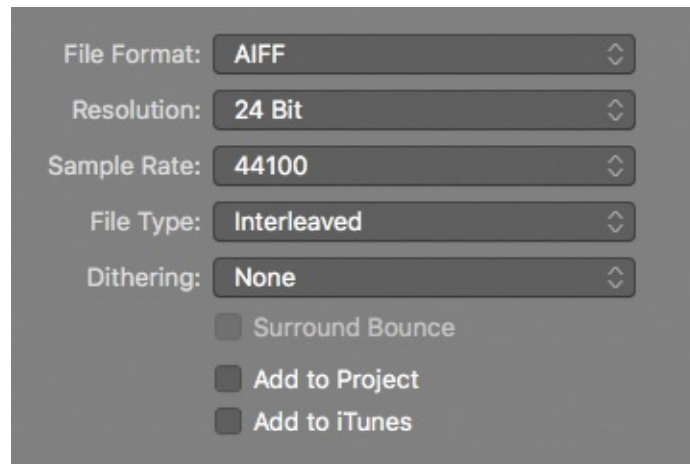 File Format: AIFF
Resolution: 24 Bit
Sample Rate: 44100
File Type: Interleaved
Dithering: None
Surround Bounce
Add to Project
Add to iTunes